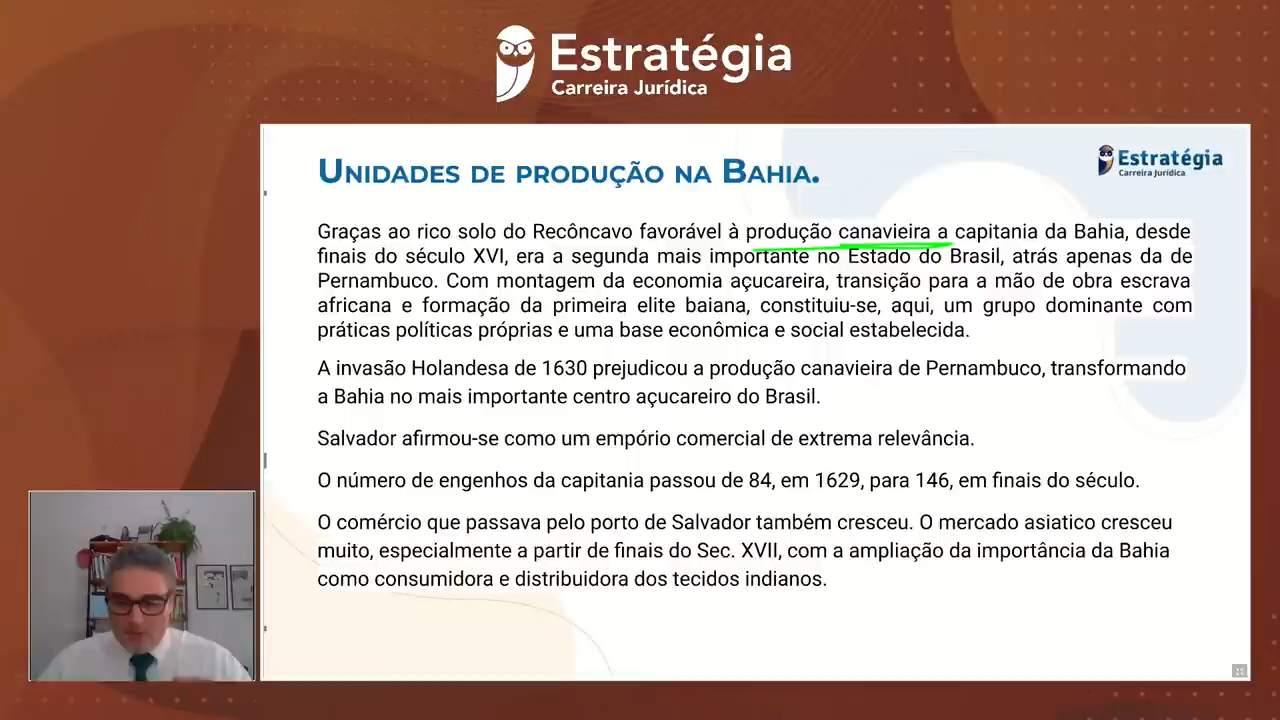 Estratégia
Carreira Jurídica
Estratégia
Carreira Jurídica
UNIDADES DE PRODUÇÃO NA BAHIA.
Graças ao rico solo do Recôncavo favorável à produção canavieira a capitania da Bahia, desde
finais do século XVI, era a segunda mais importante no Estado do Brasil, atrás apenas da de
Pernambuco. Com montagem da economia açucareira, transição para a mão de obra escrava
africana e formação da primeira elite baiana, constituiu-se, aqui, um grupo dominante com
práticas políticas próprias e uma base econômica e social estabelecida.
A invasão Holandesa de 1630 prejudicou a produção canavieira de Pernambuco, transformando
a Bahia no mais importante centro açucareiro do Brasil.
Salvador afirmou-se como um empório comercial de extrema relevância.
O número de engenhos da capitania passou de 84, em 1629, para 146, em finais do século.
O comércio que passava pelo porto de Salvador também cresceu. O mercado asiatico cresceu
muito, especialmente a partir de finais do Sec. XVII, com a ampliação da importância da Bahia
como consumidora e distribuidora dos tecidos indianos.